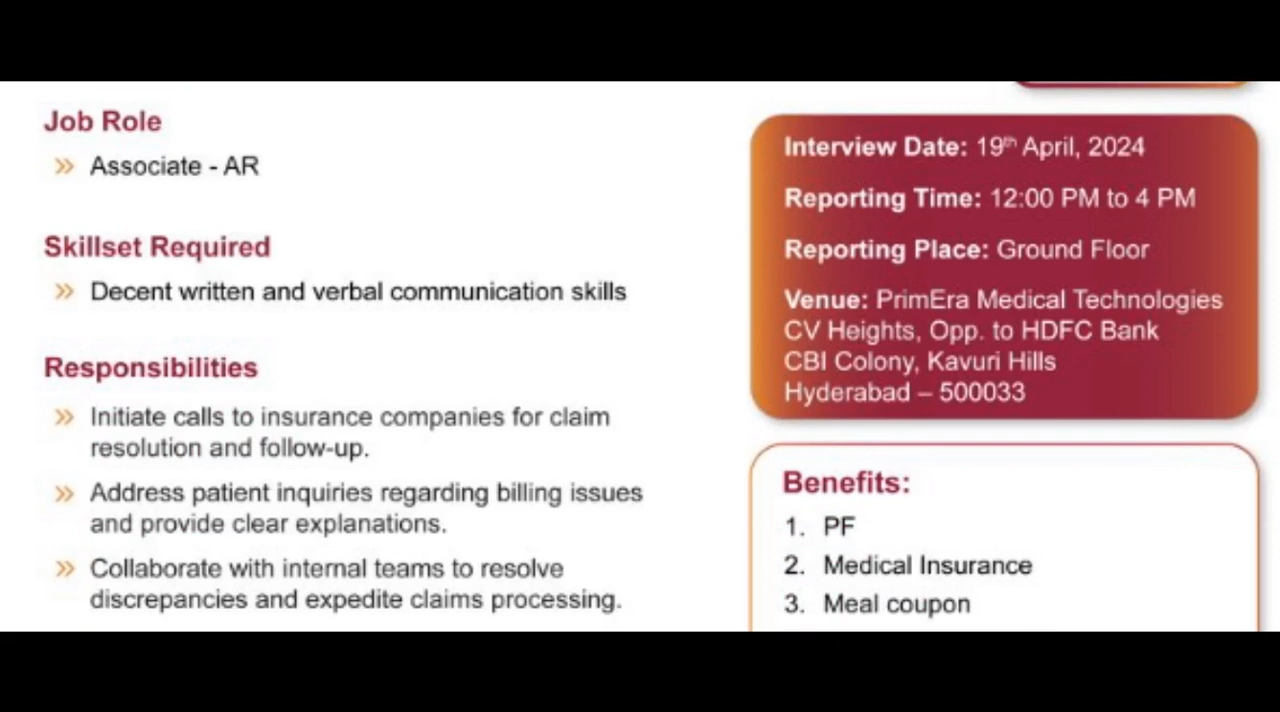 Job Role
» Associate - AR
Skillset Required
» Decent written and verbal communication skills
Responsibilities
» Initiate calls to insurance companies for claim
resolution and follow-up.
» Address patient inquiries regarding billing issues
and provide clear explanations.
» Collaborate with internal teams to resolve
discrepancies and expedite claims processing.
Interview Date: 19th April, 2024
Reporting Time: 12:00 PM to 4 PM
Reporting Place: Ground Floor
Venue: PrimEra Medical Technologies
CV Heights, Opp. to HDFC Bank
CBI Colony, Kavuri Hills
Hyderabad – 500033
Benefits:
1. PF
2. Medical Insurance
3. Meal coupon